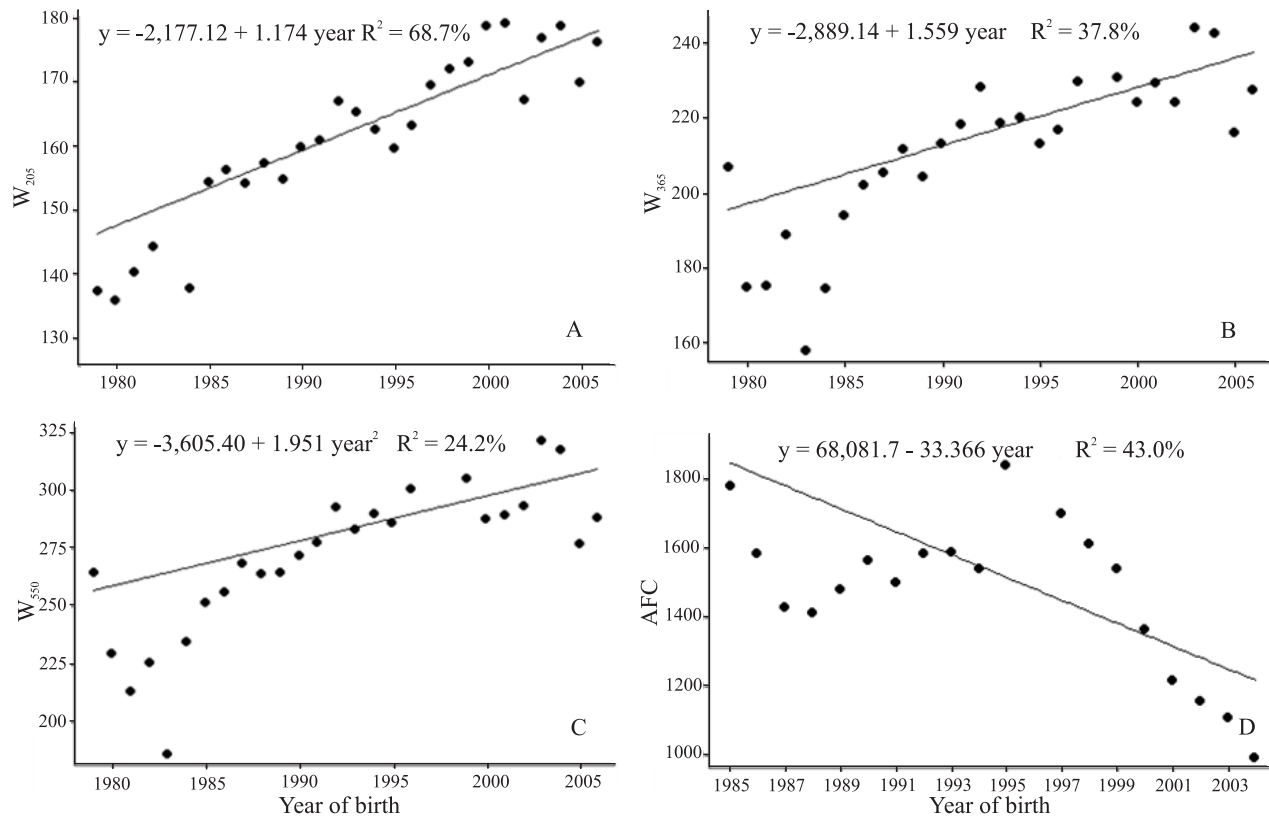 y = -2,177.12 + 1.174 year R² = 68.7%
W₂₀₅
180
170
160
150
140
130
1980 1985 1990 1995 2000 2005
A
y = -2,889.14 + 1.559 year R² = 37.8%
W₃₆₅
240
220
200
180
160
1980 1985 1990 1995 2000 2005
B
y = -3,605.40 + 1.951 year² R² = 24.2%
W₅₅₀
325
300
275
250
225
200
1980 1985 1990 1995 2000 2005
Year of birth
C
y = 68,081.7 - 33.366 year R² = 43.0%
AFC
1800
1600
1400
1200
1000
1985 1987 1989 1991 1993 1995 1997 1999 2001 2003
Year of birth
D